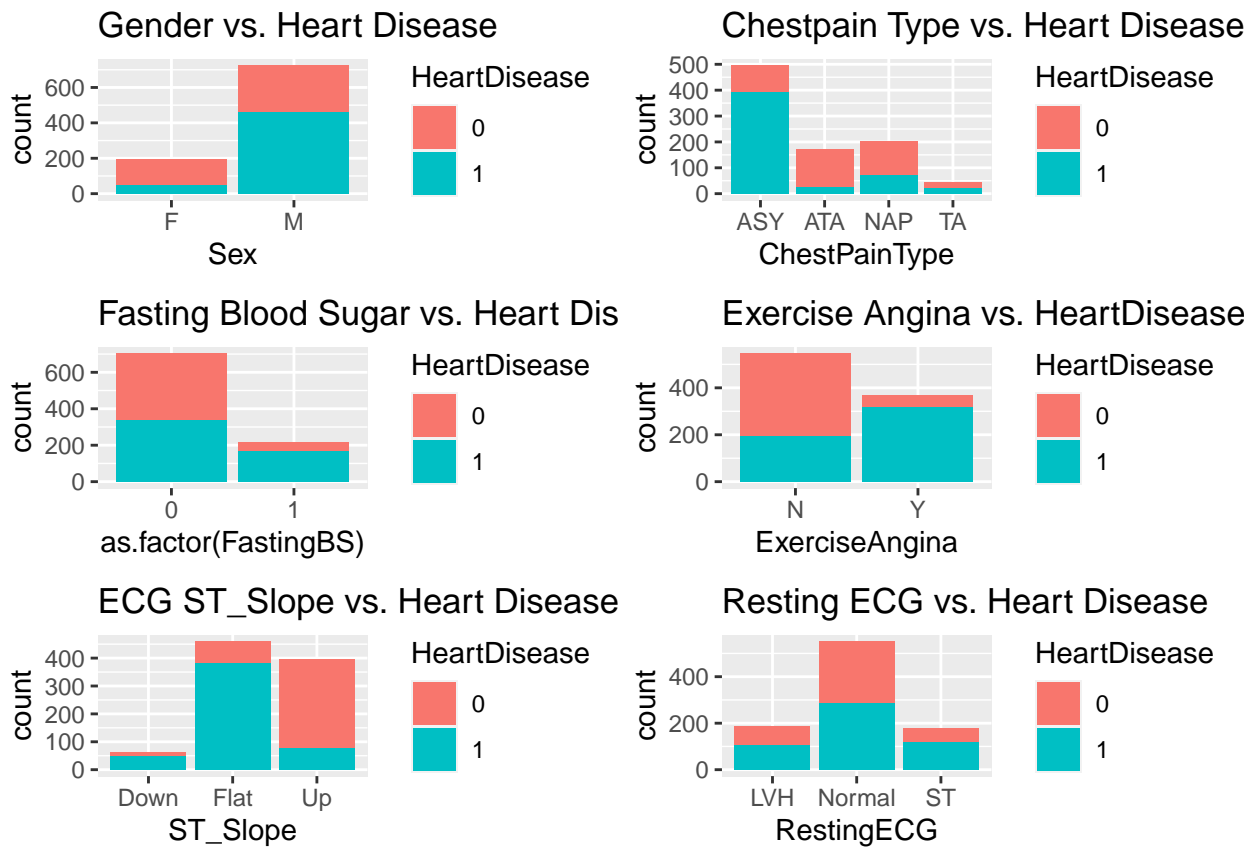 Gender vs. Heart Disease
count
600
400
200
0
F M
Sex
HeartDisease
0
1
Chestpain Type vs. Heart Disease
count
500
400
300
200
100
0
ASY ATA NAP TA
ChestPainType
HeartDisease
0
1
Fasting Blood Sugar vs. Heart Dis
count
600
400
200
0
0 1
as.factor(FastingBS)
HeartDisease
0
1
Exercise Angina vs. HeartDisease
count
400
200
0
N Y
ExerciseAngina
HeartDisease
0
1
ECG ST_Slope vs. Heart Disease
count
400
300
200
100
0
Down Flat Up
ST_Slope
HeartDisease
0
1
Resting ECG vs. Heart Disease
count
400
200
0
LVH Normal ST
RestingECG
HeartDisease
0
1